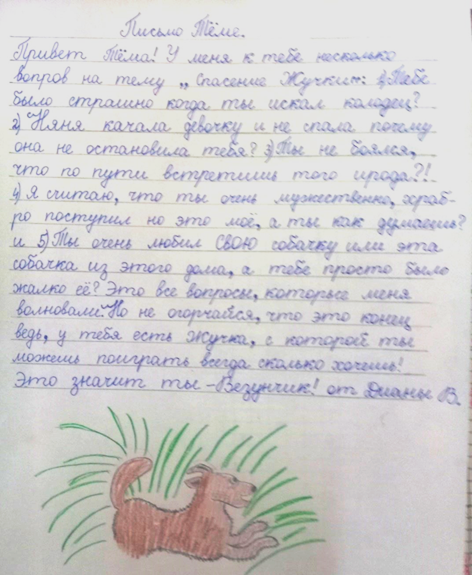 Письмо Тёме.
Привет Тёма! У меня к тебе несколько
вопров на тему „Спасение Жучки": 1) Тебе
было страшно когда ты искал колодец?
2) Няня качала девочку и не спала почему
она не остановила тебя? 3) Ты не боялся,
что по пути встретишь того ирода?!
4) Я считаю, что ты очень мужественно, храб-
ро поступил но это моё, а ты как думаешь?
и 5) Ты очень любил СВОЮ собачку или эта
собачка из этого дома, а тебе просто было
жалко её? Это все вопросы, которые меня
волновали. Но не огорчайся, что это конец
ведь, у тебя есть Жучка, с которой ты
можешь поиграть всегда сколько хочешь!
Это значит ты - Везунчик! от Дианы В.